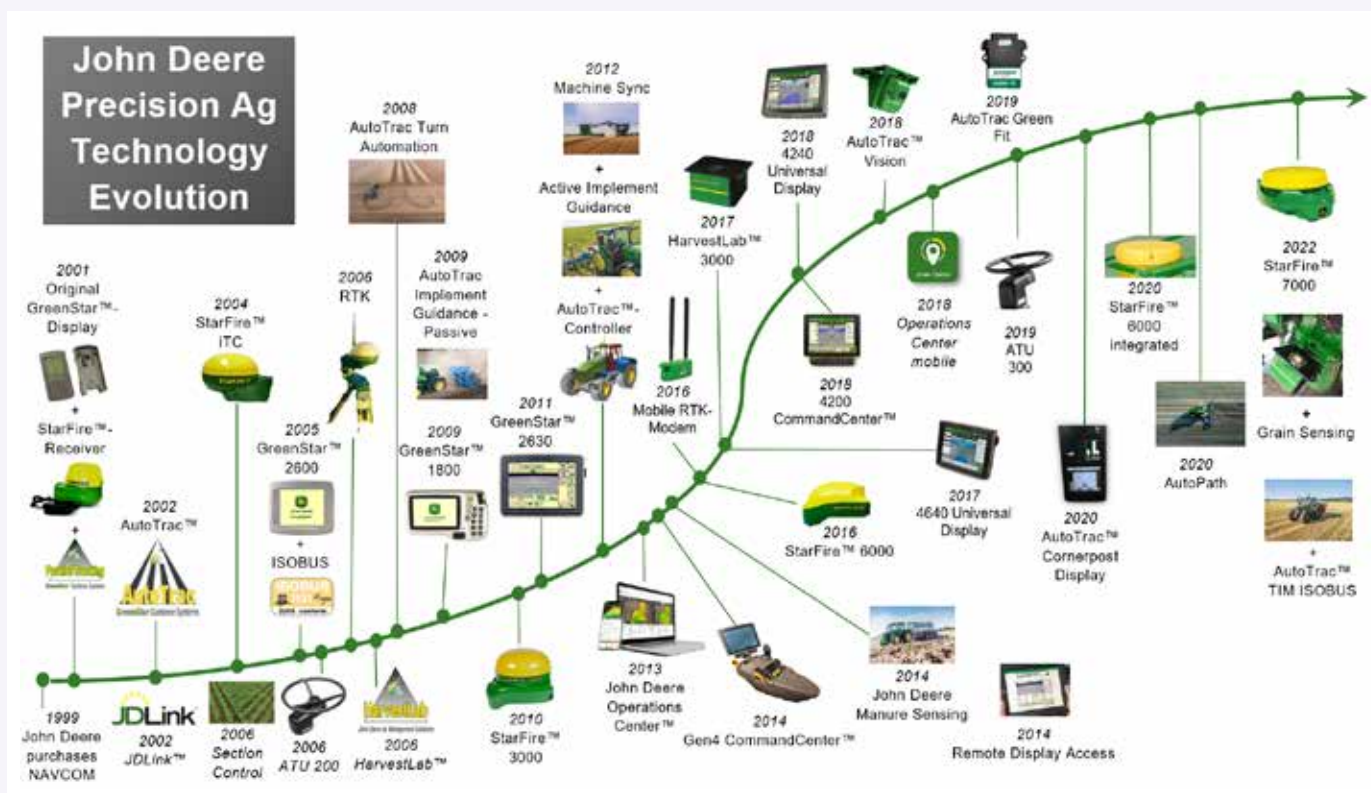 John Deere
Precision Ag
Technology
Evolution
1999
John Deere
purchases
NAVCOM
2001
Original
GreenStar™-
Display
+
StarFire™-
Receiver
+
2002
AutoTrac™
AutoTrac
JDLink
2002
JDLink™
2004
StarFire™
iTC
2006
Section
Control
2005
GreenStar™
2600
+
ISOBUS
2006
ATU 200
2006
RTK
HarvestLab
2006
HarvestLab™
2008
AutoTrac Turn
Automation
2009
AutoTrac
Implement
Guidance -
Passive
2009
GreenStar™
1800
2010
StarFire™
3000
2011
GreenStar™
2630
2012
Machine Sync
+
Active Implement
Guidance
+
AutoTrac™-
Controller
2013
John Deere
Operations
Center™
2014
Gen4 CommandCenter™
2014
John Deere
Manure Sensing
2014
Remote Display Access
2016
Mobile RTK-
Modem
2016
StarFire™ 6000
2017
HarvestLab™
3000
2017
4640 Universal
Display
2018
4240
Universal
Display
2018
4200
CommandCenter™
2018
AutoTrac™
Vision
2018
Operations
Center
mobile
2019
AutoTrac Green
Fit
2019
ATU
300
2020
AutoTrac™
Cornerpost
Display
2020
StarFire™
6000
integrated
2020
AutoPath
2022
StarFire™
7000
+
Grain Sensing
+
AutoTrac™
TIM ISOBUS